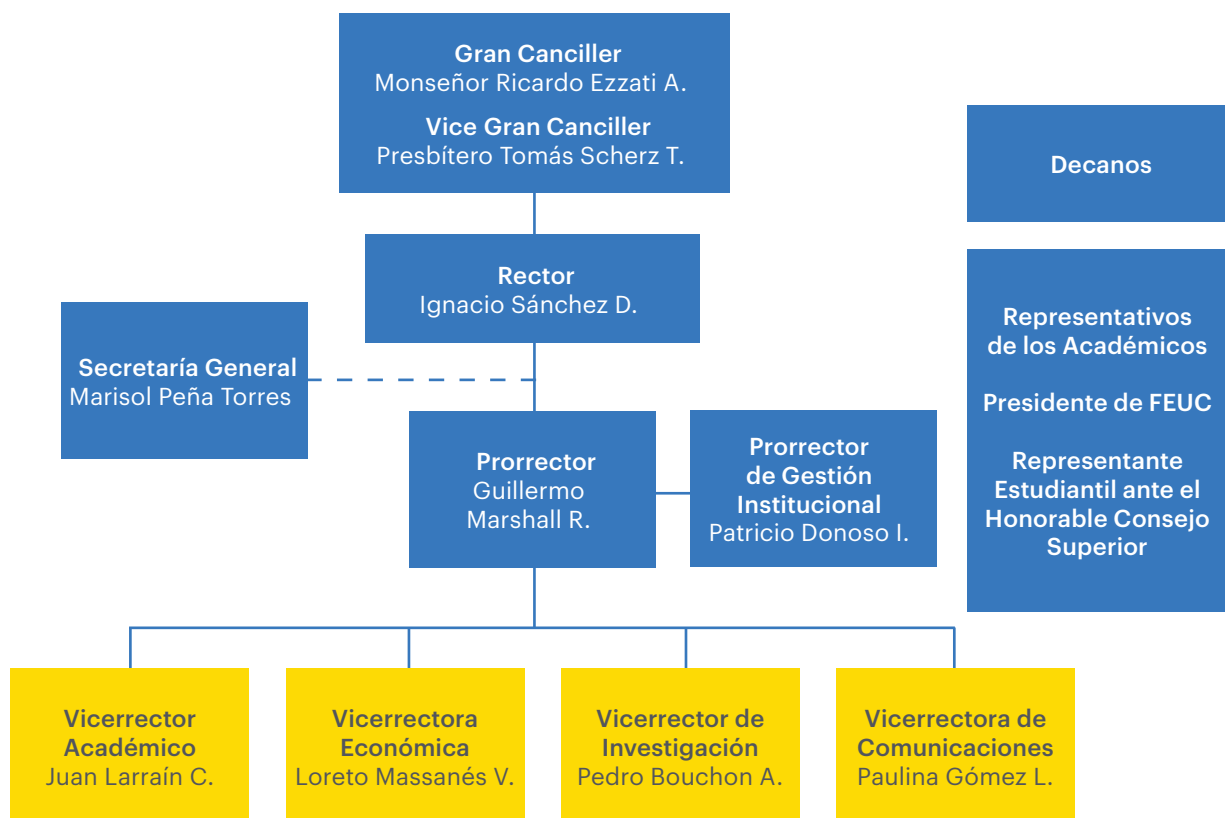 Gran Canciller
Monseñor Ricardo Ezzati A.
Vice Gran Canciller
Presbítero Tomás Scherz T.
Decanos
Rector
Ignacio Sánchez D.
Representativos
de los Académicos
Presidente de FEUC
Representante
Estudiantil ante el
Honorable Consejo
Superior
Secretaría General
Marisol Peña Torres
Prorrector
Guillermo
Marshall R.
Prorrector
de Gestión
Institucional
Patricio Donoso I.
Vicerrector
Académico
Juan Larraín C.
Vicerrectora
Económica
Loreto Massanés V.
Vicerrector de
Investigación
Pedro Bouchon A.
Vicerrectora de
Comunicaciones
Paulina Gómez L.